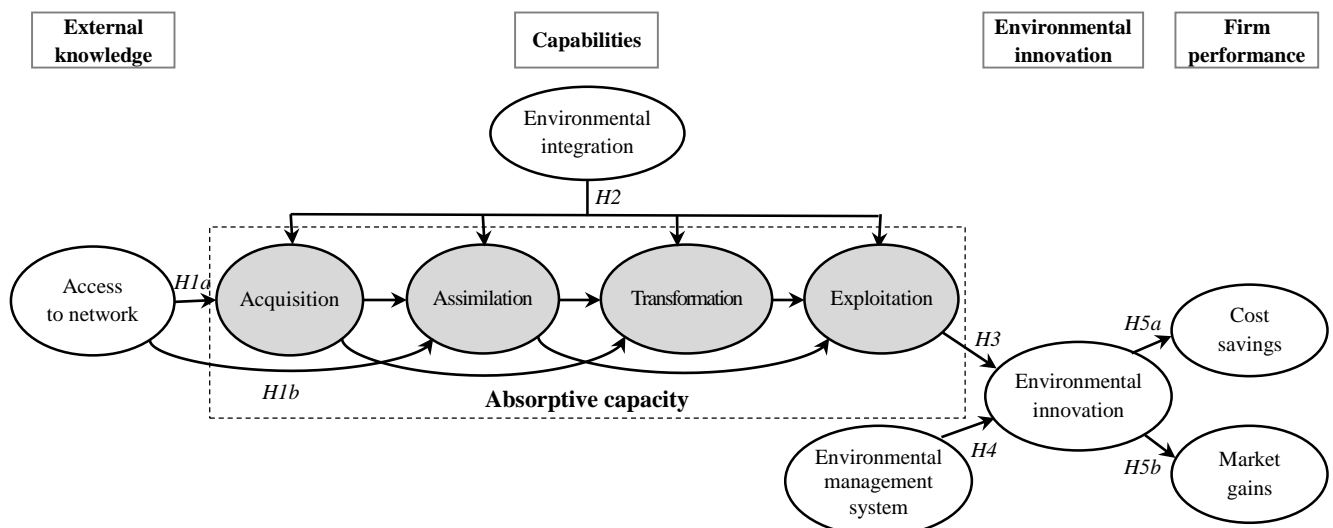 External
knowledge
Capabilities
Environmental
innovation
Firm
performance
Environmental
integration
H2
Access
to network
H1a
Acquisition
Assimilation
Transformation
Exploitation
H1b
Absorptive capacity
H3
Environmental
innovation
H4
Environmental
management
system
H5a
Cost
savings
H5b
Market
gains